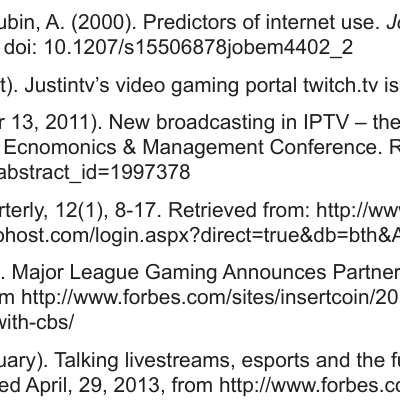 ubin, A. (2000). Predictors of internet use. Jo
doi: 10.1207/s15506878jobem4402_2
t). Justintv’s video gaming portal twitch.tv is
r 13, 2011). New broadcasting in IPTV – the
Ecnomonics & Management Conference. R
abstract_id=1997378
rterly, 12(1), 8-17. Retrieved from: http://ww
ohost.com/login.aspx?direct=true&db=bth&A
. Major League Gaming Announces Partner
m http://www.forbes.com/sites/insertcoin/20
with-cbs/
uary). Talking livestreams, esports and the fu
ed April, 29, 2013, from http://www.forbes.co